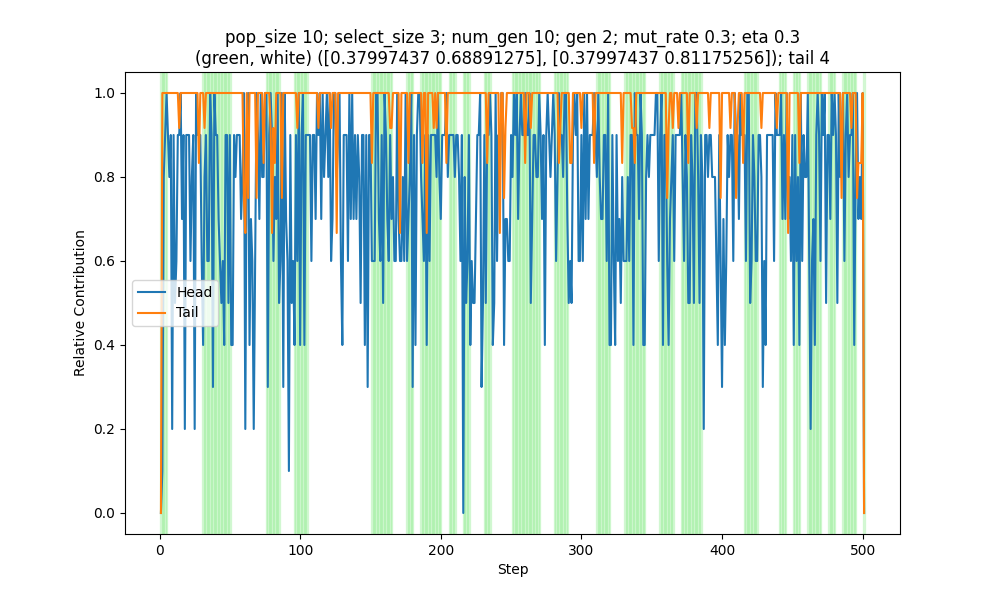 pop_size 10; select_size 3; num_gen 10; gen 2; mut_rate 0.3; eta 0.3
(green, white) ([0.37997437 0.68891275], [0.37997437 0.81175256]); tail 4
1.0
0.8
0.6
0.4
0.2
0.0
Relative Contribution
Head
Tail
0
100
200
300
400
500
Step